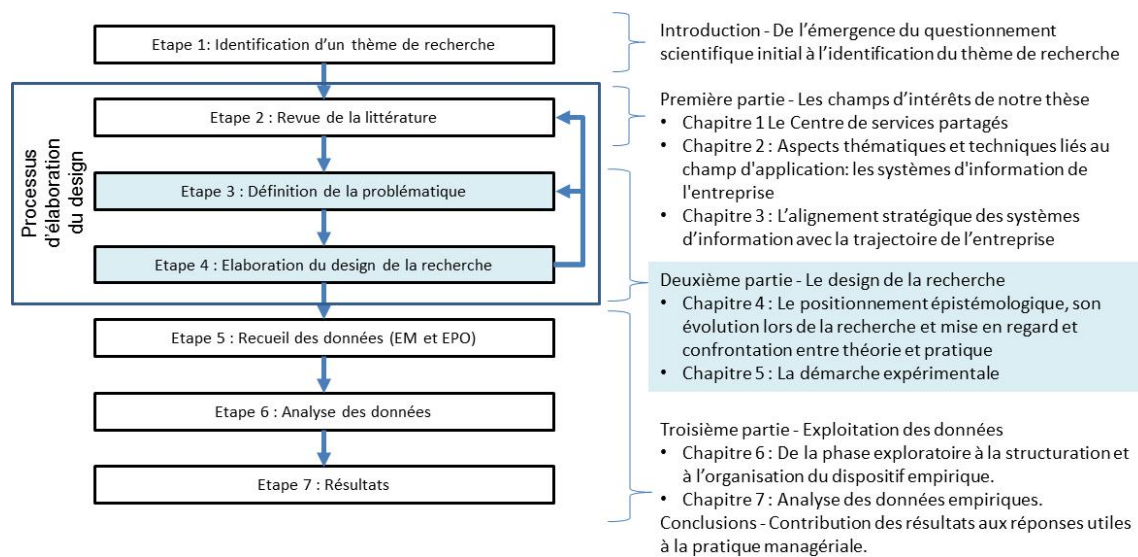 Etape 1: Identification d'un thème de recherche
Processus
d'élaboration
du design
Etape 2 : Revue de la littérature
Etape 3 : Définition de la problématique
Etape 4 : Elaboration du design de la recherche
Etape 5 : Recueil des données (EM et EPO)
Etape 6 : Analyse des données
Etape 7 : Résultats
Introduction - De l'émergence du questionnement
scientifique initial à l'identification du thème de recherche
Première partie - Les champs d'intérêts de notre thèse
• Chapitre 1 Le Centre de services partagés
• Chapitre 2 : Aspects thématiques et techniques liés au
champ d'application: les systèmes d'information de
l'entreprise
• Chapitre 3 : L'alignement stratégique des systèmes
d'information avec la trajectoire de l'entreprise
Deuxième partie - Le design de la recherche
• Chapitre 4 : Le positionnement épistémologique, son
évolution lors de la recherche et mise en regard et
confrontation entre théorie et pratique
• Chapitre 5 : La démarche expérimentale
Troisième partie - Exploitation des données
• Chapitre 6 : De la phase exploratoire à la structuration et
à l'organisation du dispositif empirique.
• Chapitre 7 : Analyse des données empiriques.
Conclusions - Contribution des résultats aux réponses utiles
à la pratique managériale.